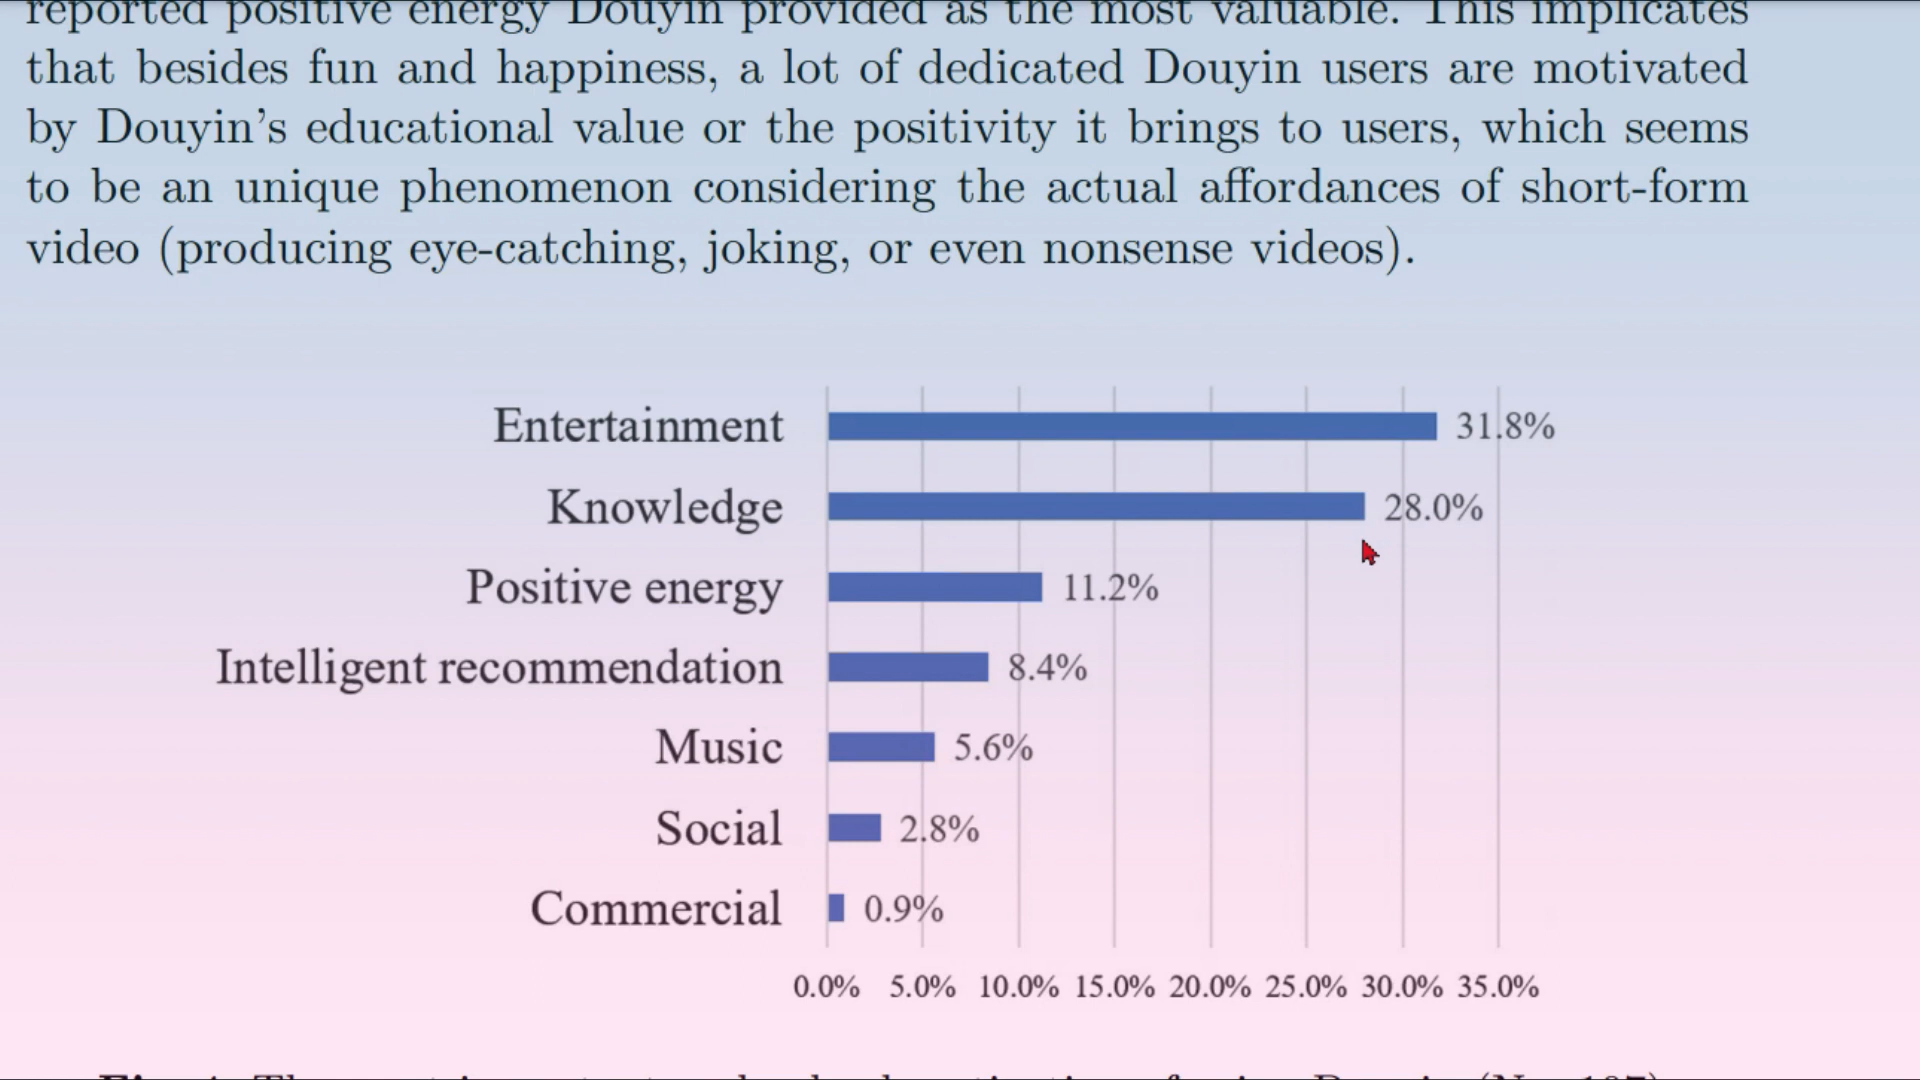 reported positive energy Douyin provided as the most valuable. This implicates
that besides fun and happiness, a lot of dedicated Douyin users are motivated
by Douyin's educational value or the positivity it brings to users, which seems
to be an unique phenomenon considering the actual affordances of short-form
video (producing eye-catching, joking, or even nonsense videos).
Entertainment 31.8%
Knowledge 28.0%
Positive energy 11.2%
Intelligent recommendation 8.4%
Music 5.6%
Social 2.8%
Commercial 0.9%
0.0% 5.0% 10.0% 15.0% 20.0% 25.0% 30.0% 35.0%